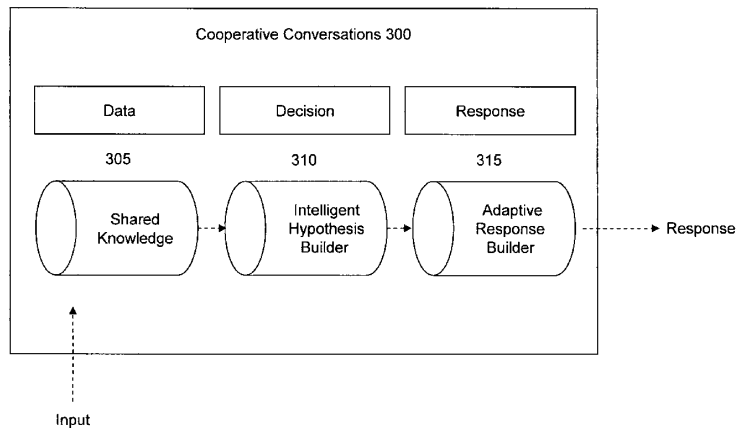 Cooperative Conversations 300
Data
Decision
Response
305
310
315
Shared
Knowledge
Intelligent
Hypothesis
Builder
Adaptive
Response
Builder
Response
Input